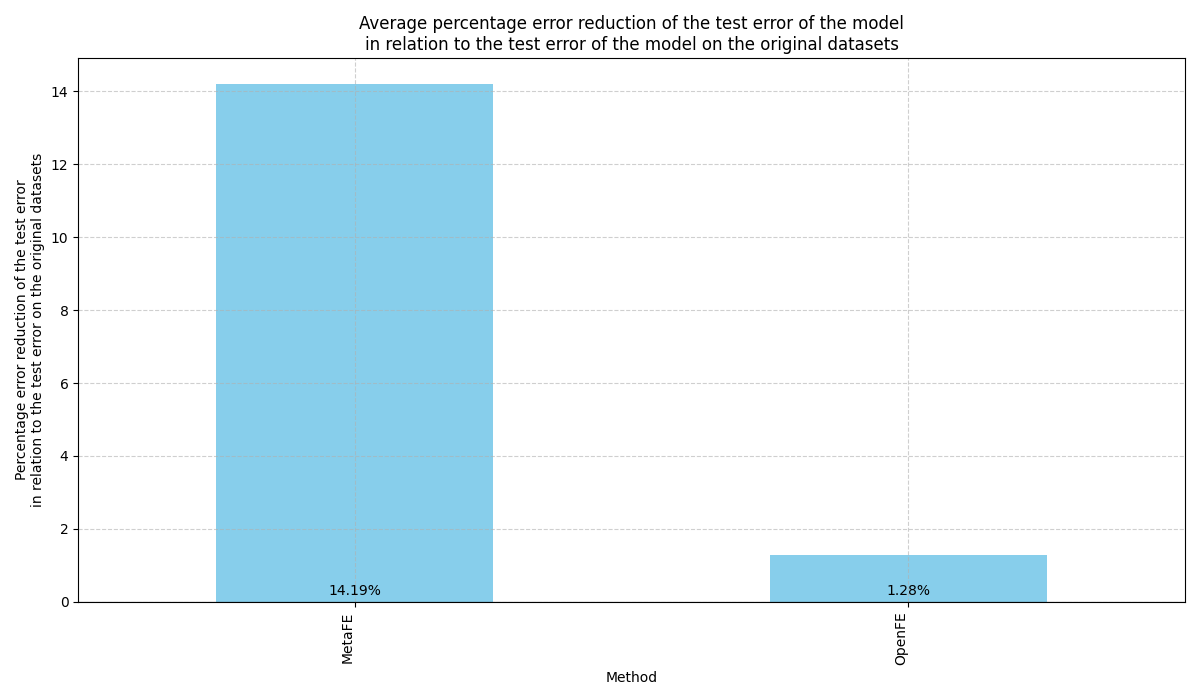 Average percentage error reduction of the test error of the model
in relation to the test error of the model on the original datasets
Percentage error reduction of the test error
in relation to the test error on the original datasets
14
12
10
8
6
4
2
0
14.19%
1.28%
MetaFE
OpenFE
Method